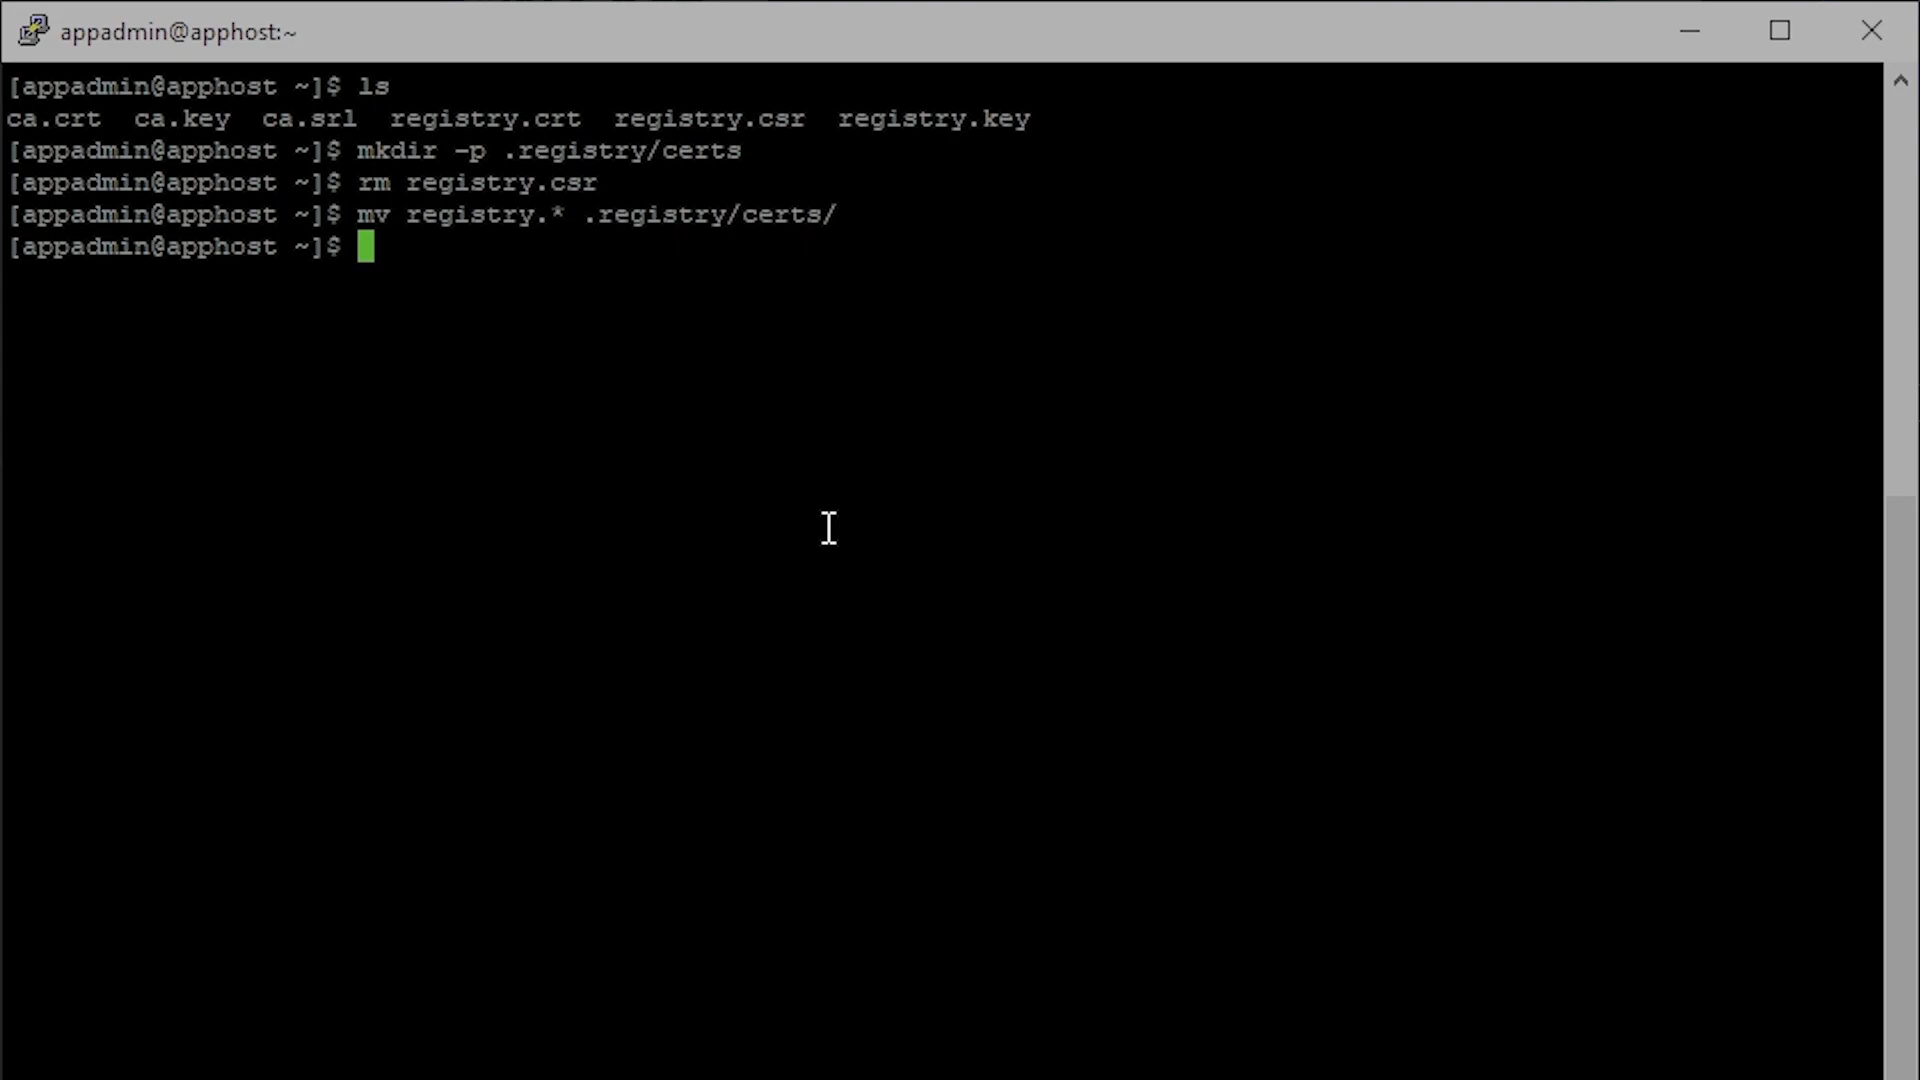 appadmin@apphost:~
[appadmin@apphost ~]$ ls
ca.crt  ca.key  ca.srl  registry.crt  registry.csr  registry.key
[appadmin@apphost ~]$ mkdir -p .registry/certs
[appadmin@apphost ~]$ rm registry.csr
[appadmin@apphost ~]$ mv registry.* .registry/certs/
[appadmin@apphost ~]$